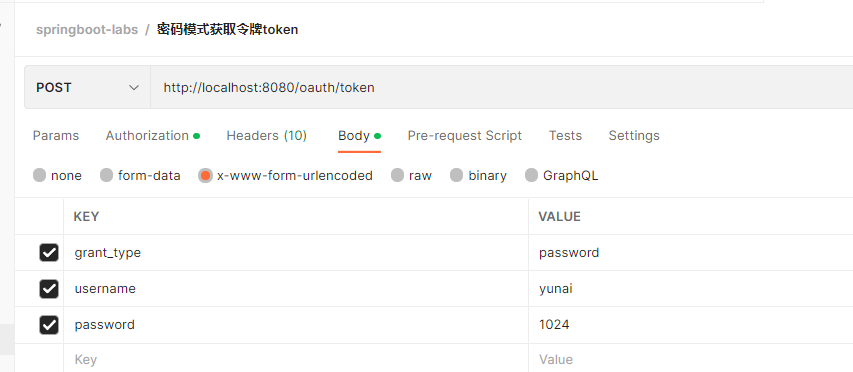 springboot-labs / 密码模式获取令牌token
POST http://localhost:8080/oauth/token
Params Authorization Headers (10) Body Pre-request Script Tests Settings
none form-data x-www-form-urlencoded raw binary GraphQL
KEY VALUE
grant_type password
username yunai
password 1024
Key Value